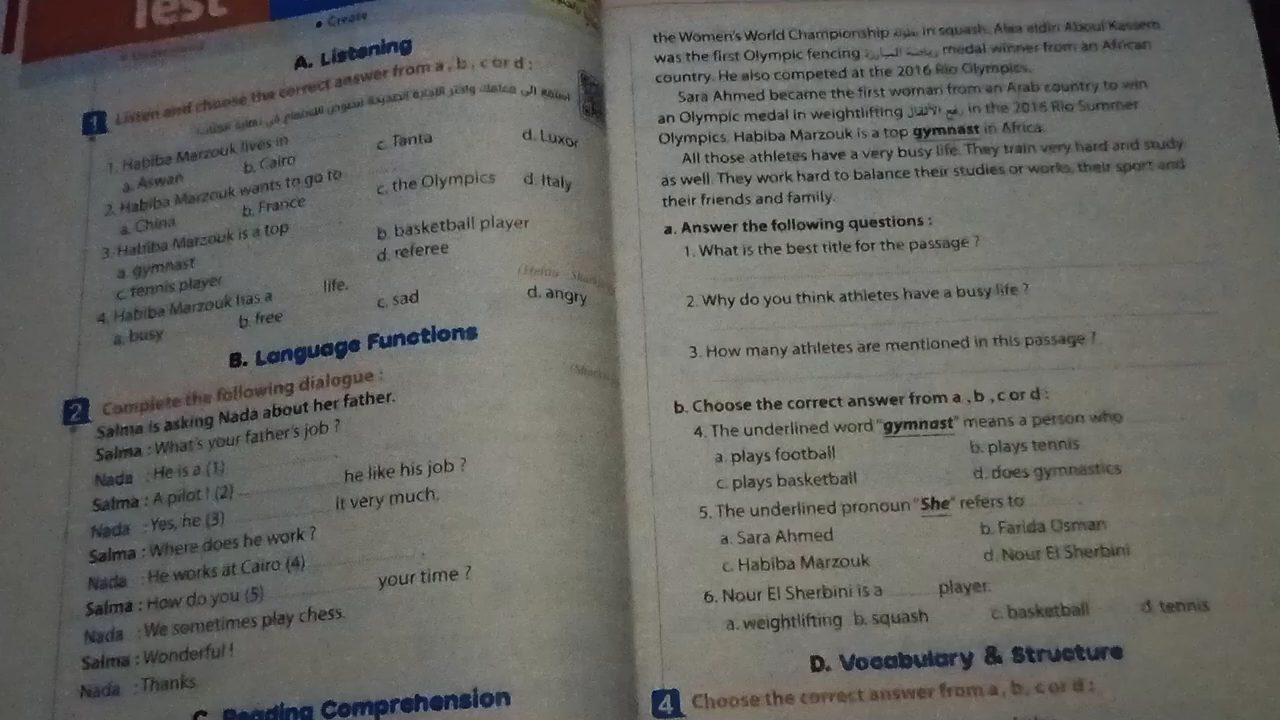 Test
• Create
A. Listening
1 Listen and choose the correct answer from a, b, c or d :
1. Habiba Marzouk lives in
a. Aswan b. Cairo c. Tanta d. Luxor
2. Habiba Marzouk wants to go to
a. China b. France c. the Olympics d. Italy
3. Habiba Marzouk is a top
a. gymnast b. basketball player
c. tennis player d. referee
4. Habiba Marzouk has a life.
a. busy b. free c. sad d. angry
B. Language Functions
2 Complete the following dialogue :
Salma is asking Nada about her father.
Salma : What's your father's job ?
Nada : He is a (1)
Salma : A pilot ! (2) he like his job ?
Nada : Yes, he (3) it very much.
Salma : Where does he work ?
Nada : He works at Cairo (4) .
Salma : How do you (5) your time ?
Nada : We sometimes play chess.
Salma : Wonderful !
Nada : Thanks.
C. Reading Comprehension
the Women's World Championship in squash. Alaa eldin Aboul Kassem
was the first Olympic fencing medal winner from an African
country. He also competed at the 2016 Rio Olympics.
Sara Ahmed became the first woman from an Arab country to win
an Olympic medal in weightlifting رفع الأثقال in the 2016 Rio Summer
Olympics. Habiba Marzouk is a top gymnast in Africa.
All those athletes have a very busy life. They train very hard and study
as well. They work hard to balance their studies or works, their sport and
their friends and family.
a. Answer the following questions :
1. What is the best title for the passage ?
2. Why do you think athletes have a busy life ?
3. How many athletes are mentioned in this passage ?
b. Choose the correct answer from a , b , c or d :
4. The underlined word "gymnast" means a person who
a. plays football b. plays tennis
c. plays basketball d. does gymnastics
5. The underlined pronoun "She" refers to
a. Sara Ahmed b. Farida Osman
c. Habiba Marzouk d. Nour El Sherbini
6. Nour El Sherbini is a player.
a. weightlifting b. squash c. basketball d. tennis
D. Vocabulary & Structure
4 Choose the correct answer from a , b , c or d :